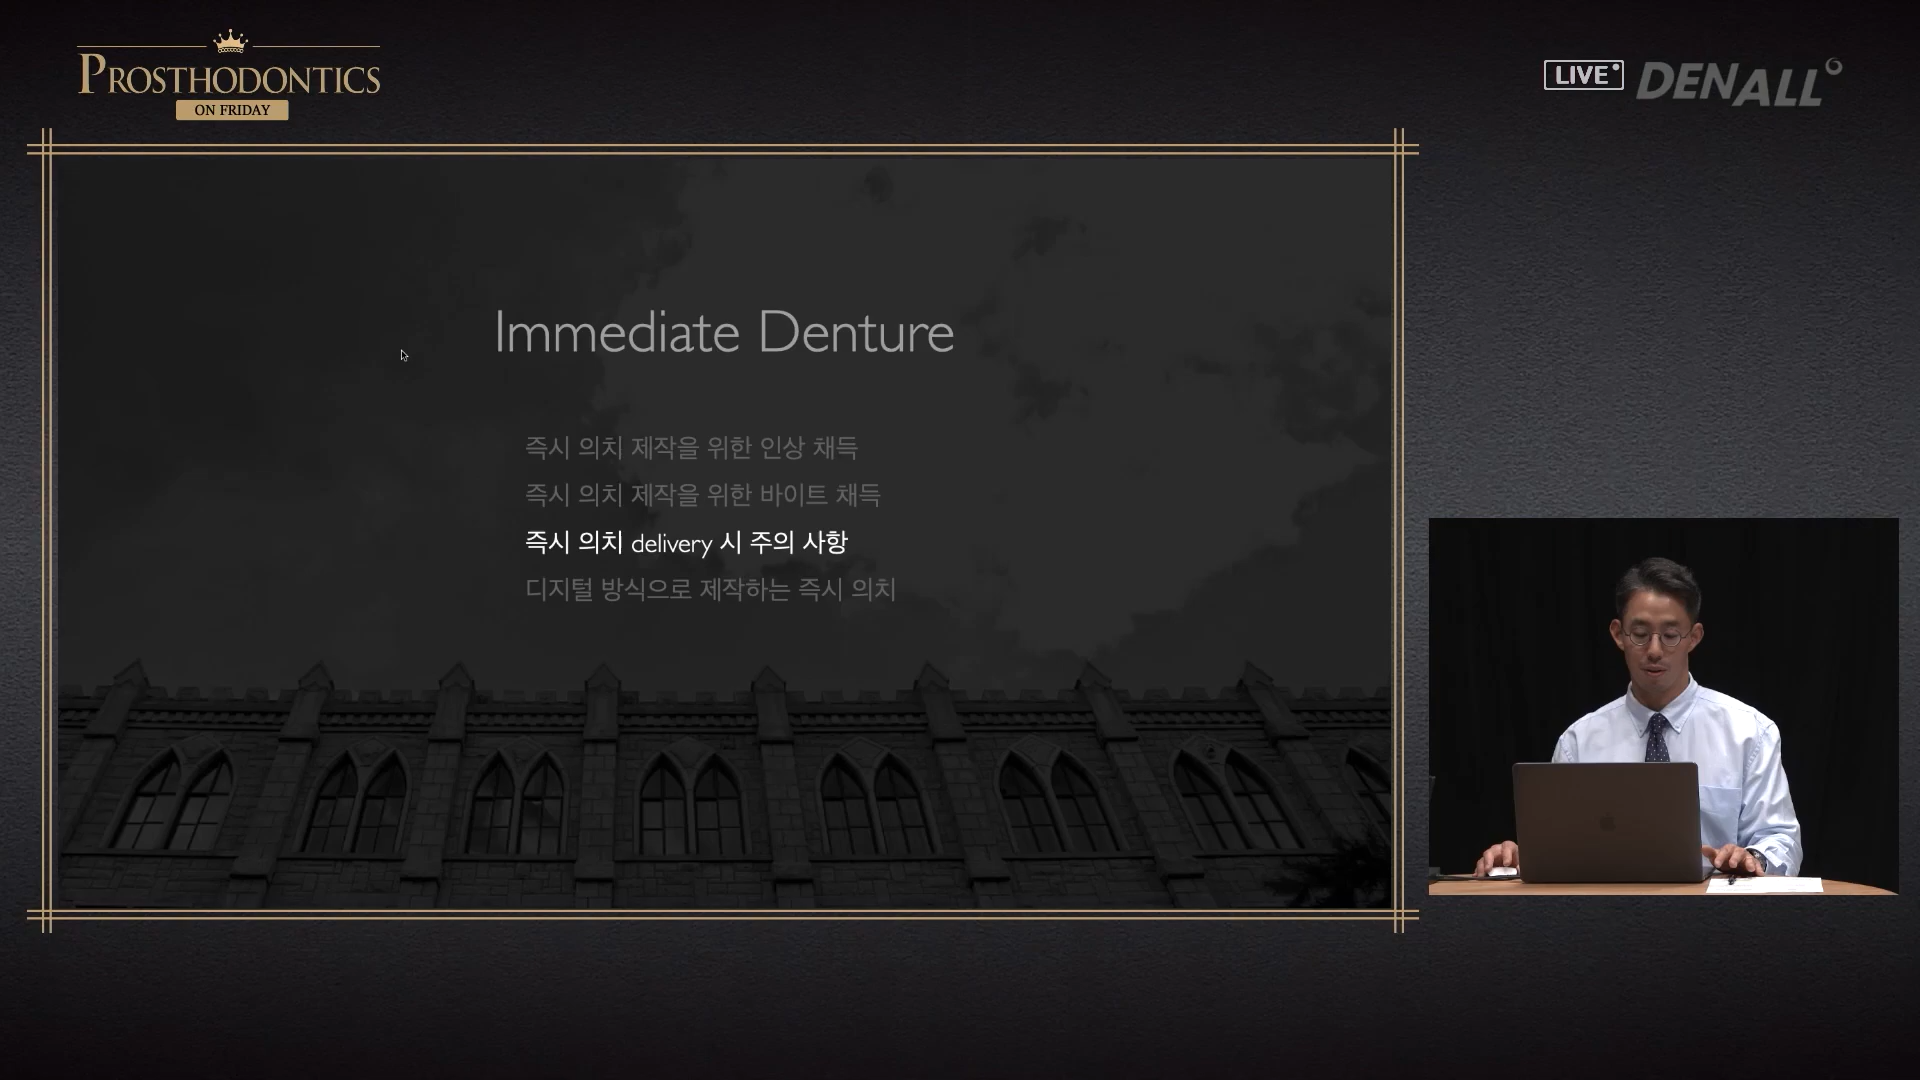 PROSTHODONTICS
ON FRIDAY
LIVE
DENALL
Immediate Denture
즉시 의치 제작을 위한 인상 채득
즉시 의치 제작을 위한 바이트 채득
즉시 의치 delivery 시 주의 사항
디지털 방식으로 제작하는 즉시 의치